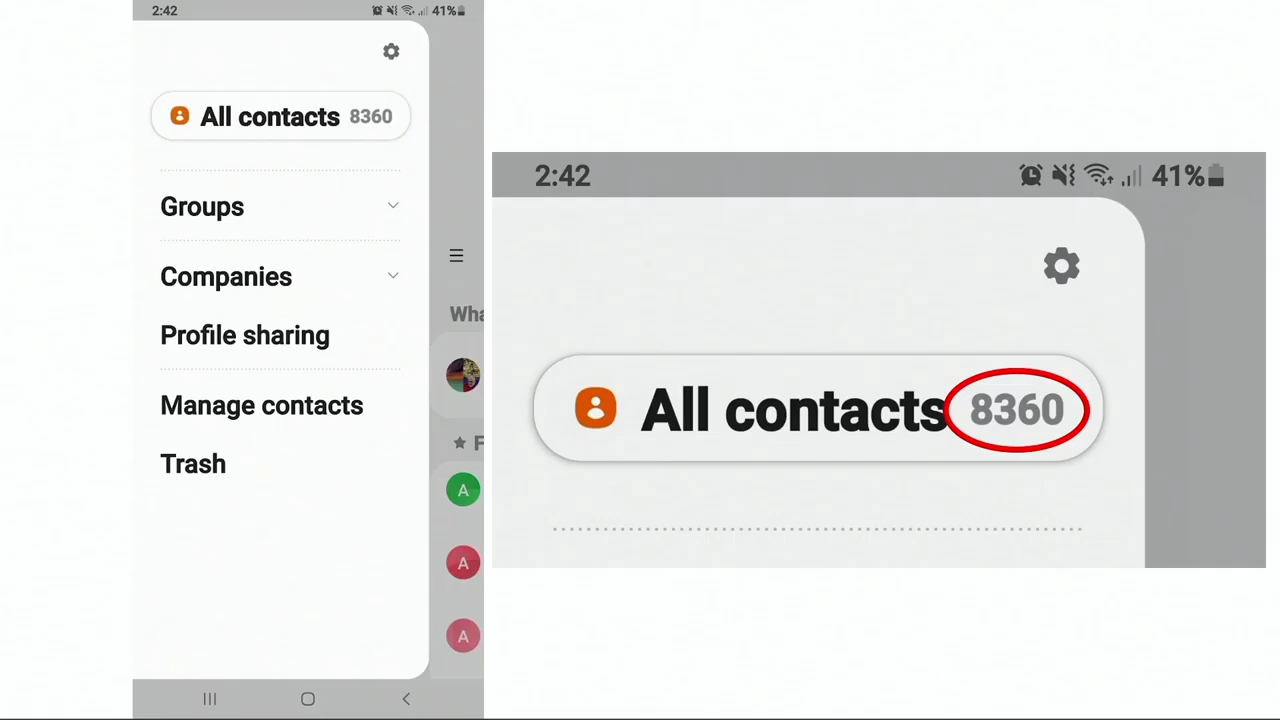 2:42
41%
All contacts 8360
Groups
Companies
Profile sharing
Manage contacts
Trash
A
A
A
2:42
41%
All contacts 8360